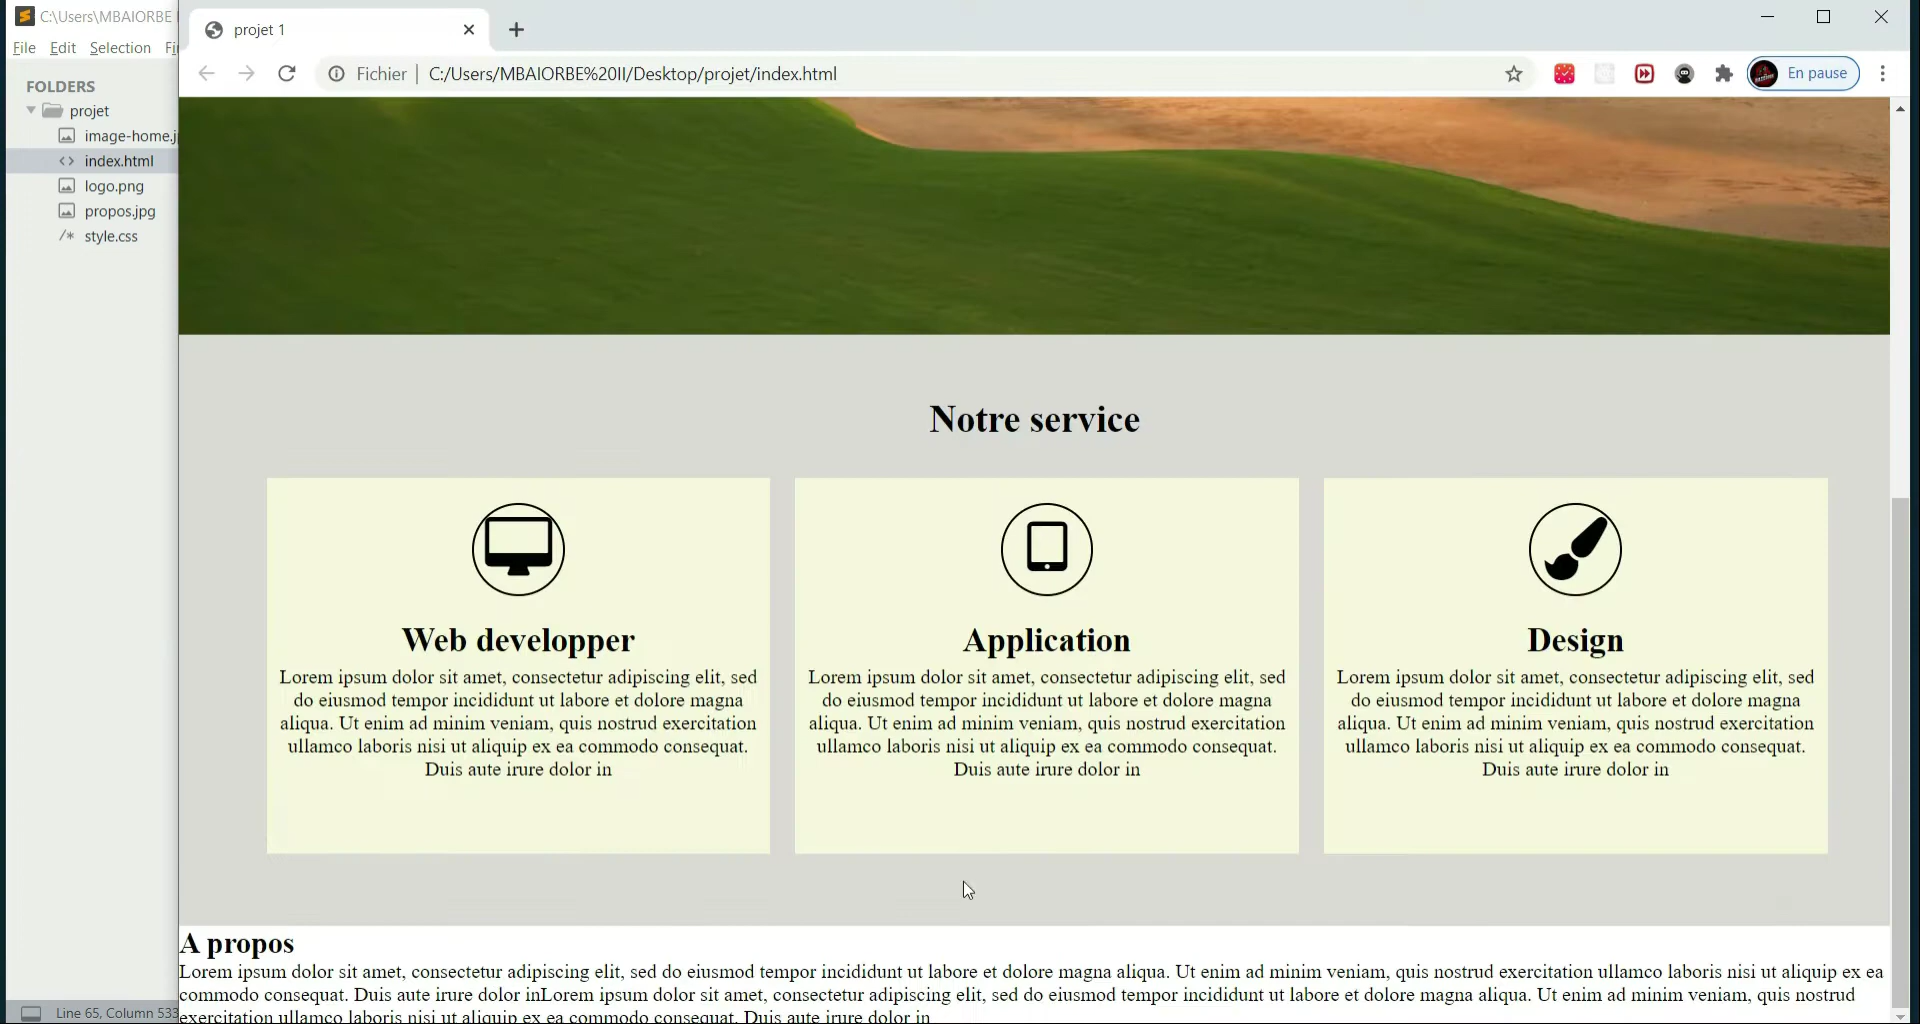 C:\Users\MBAIORBE
File Edit Selection Fi
FOLDERS
projet
image-home.j
index.html
logo.png
propos.jpg
/* style.css
Line 65, Column 533
projet 1
Fichier | C:/Users/MBAIORBE%20II/Desktop/projet/index.html
En pause
Notre service
Web developper
Lorem ipsum dolor sit amet, consectetur adipiscing elit, sed
do eiusmod tempor incididunt ut labore et dolore magna
aliqua. Ut enim ad minim veniam, quis nostrud exercitation
ullamco laboris nisi ut aliquip ex ea commodo consequat.
Duis aute irure dolor in
Application
Lorem ipsum dolor sit amet, consectetur adipiscing elit, sed
do eiusmod tempor incididunt ut labore et dolore magna
aliqua. Ut enim ad minim veniam, quis nostrud exercitation
ullamco laboris nisi ut aliquip ex ea commodo consequat.
Duis aute irure dolor in
Design
Lorem ipsum dolor sit amet, consectetur adipiscing elit, sed
do eiusmod tempor incididunt ut labore et dolore magna
aliqua. Ut enim ad minim veniam, quis nostrud exercitation
ullamco laboris nisi ut aliquip ex ea commodo consequat.
Duis aute irure dolor in
A propos
Lorem ipsum dolor sit amet, consectetur adipiscing elit, sed do eiusmod tempor incididunt ut labore et dolore magna aliqua. Ut enim ad minim veniam, quis nostrud exercitation ullamco laboris nisi ut aliquip ex ea
commodo consequat. Duis aute irure dolor inLorem ipsum dolor sit amet, consectetur adipiscing elit, sed do eiusmod tempor incididunt ut labore et dolore magna aliqua. Ut enim ad minim veniam, quis nostrud
exercitation ullamco laboris nisi ut aliquip ex ea commodo consequat. Duis aute irure dolor in